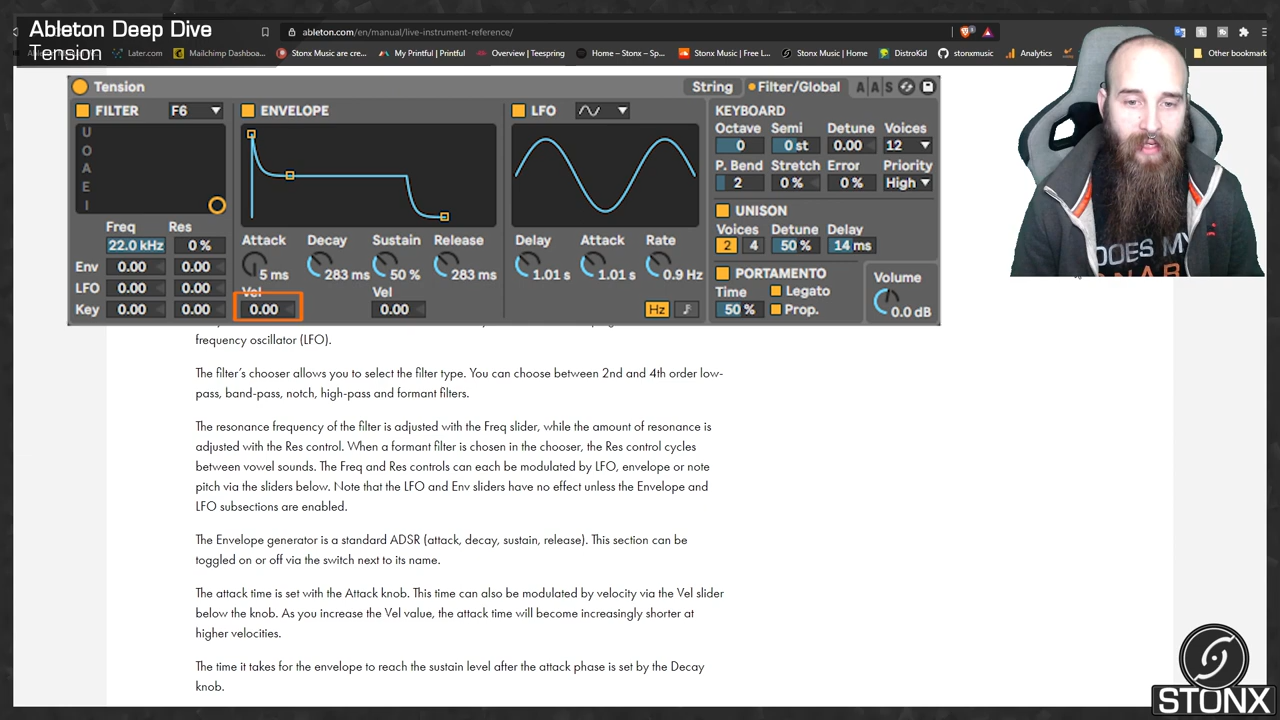 Ableton Deep Dive
Tension
ableton.com/en/manual/live-instrument-reference/
Later.com
Mailchimp Dashboa...
Stonx Music are cre...
My Printful | Printful
Overview | Teespring
Home – Stonx – Sp...
Stonx Music | Free L...
Stonx Music | Home
DistroKid
stonxmusic
Analytics
Other bookmark
Tension
String
Filter/Global
A A S
FILTER
F6
U
O
A
E
I
Freq
Res
22.0 kHz
0 %
Env
0.00
0.00
LFO
0.00
0.00
Key
0.00
0.00
ENVELOPE
Attack
Decay
Sustain
Release
5 ms
283 ms
50 %
283 ms
Vel
Vel
0.00
0.00
LFO
Delay
Attack
Rate
1.01 s
1.01 s
0.9 Hz
Hz
KEYBOARD
Octave
Semi
Detune
Voices
0
0 st
0.00
12
P. Bend
Stretch
Error
Priority
2
0 %
0 %
High
UNISON
Voices
Detune
Delay
2
4
50 %
14 ms
PORTAMENTO
Time
Legato
50 %
Prop.
Volume
0.0 dB
frequency oscillator (LFO).
The filter’s chooser allows you to select the filter type. You can choose between 2nd and 4th order low-
pass, band-pass, notch, high-pass and formant filters.
The resonance frequency of the filter is adjusted with the Freq slider, while the amount of resonance is
adjusted with the Res control. When a formant filter is chosen in the chooser, the Res control cycles
between vowel sounds. The Freq and Res controls can each be modulated by LFO, envelope or note
pitch via the sliders below. Note that the LFO and Env sliders have no effect unless the Envelope and
LFO subsections are enabled.
The Envelope generator is a standard ADSR (attack, decay, sustain, release). This section can be
toggled on or off via the switch next to its name.
The attack time is set with the Attack knob. This time can also be modulated by velocity via the Vel slider
below the knob. As you increase the Vel value, the attack time will become increasingly shorter at
higher velocities.
The time it takes for the envelope to reach the sustain level after the attack phase is set by the Decay
knob.
DOES MY
STONX